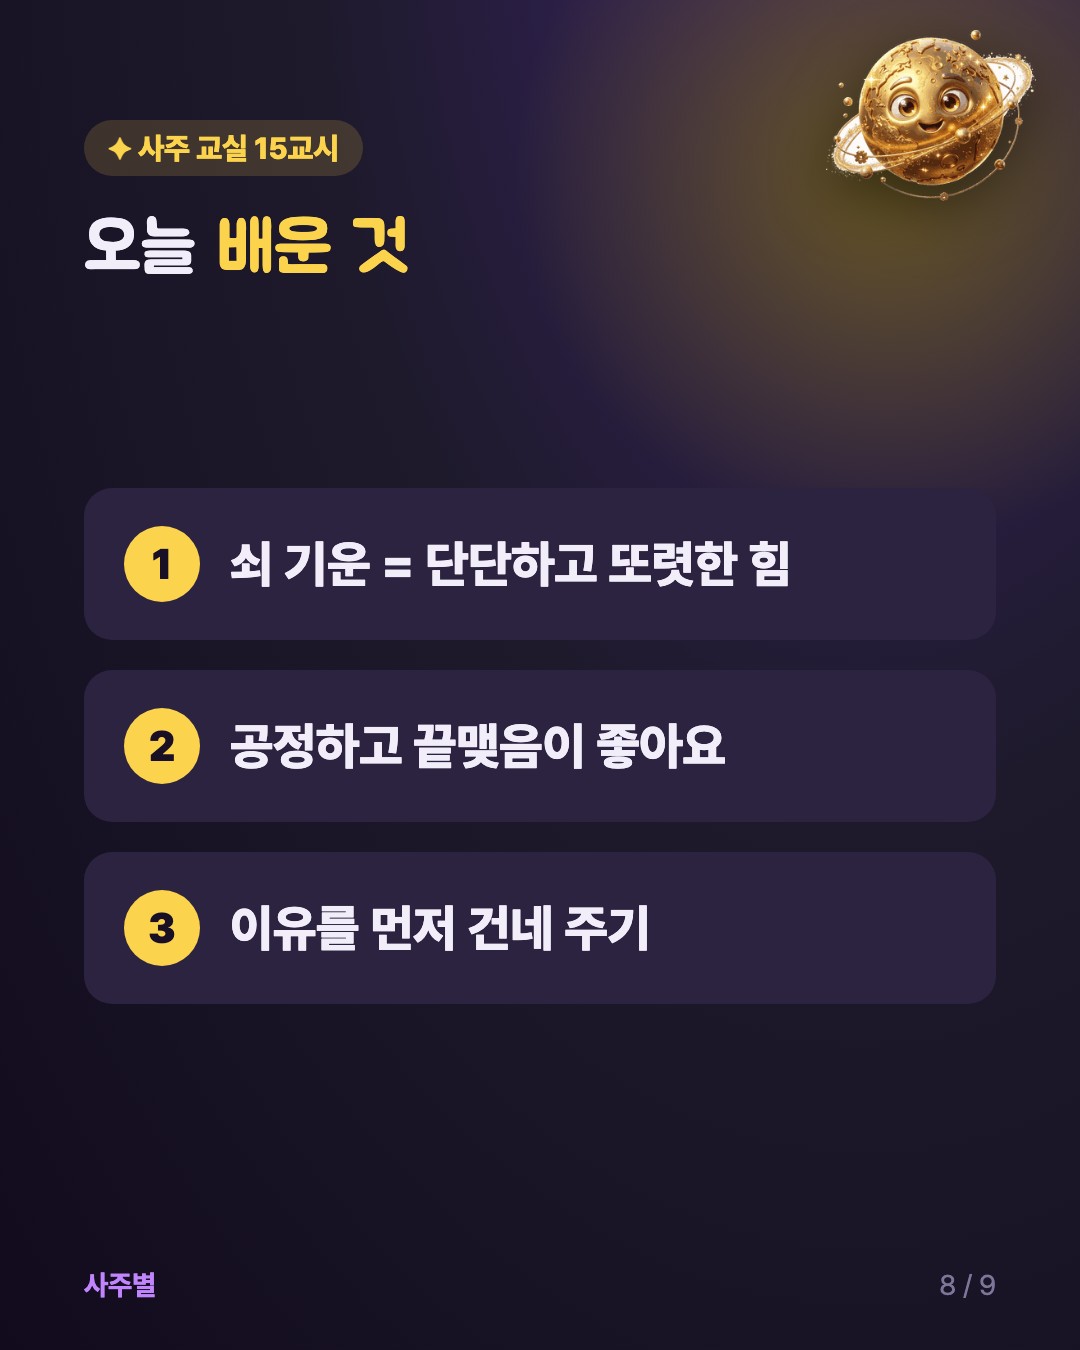 ✦ 사주 교실 15교시
오늘 배운 것
1 쇠 기운 = 단단하고 또렷한 힘
2 공정하고 끝맺음이 좋아요
3 이유를 먼저 건네 주기
사주별
8 / 9